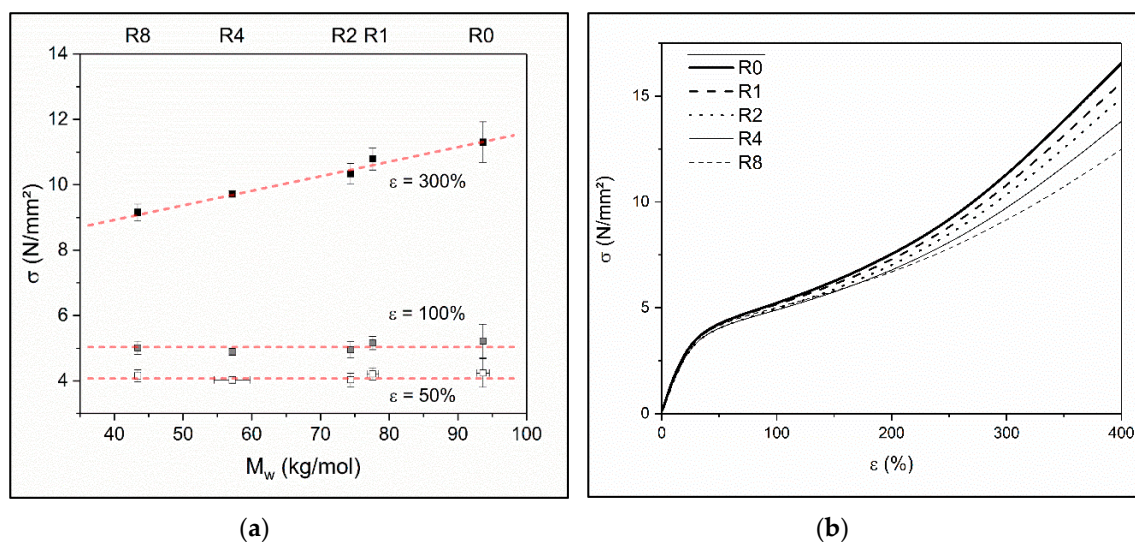 R8 R4 R2 R1 R0
14
12
10
8
6
4
σ (N/mm²)
ε = 300%
ε = 100%
ε = 50%
40 50 60 70 80 90 100
M_w (kg/mol)
(a)
R0
R1
R2
R4
R8
15
10
5
0
σ (N/mm²)
0 100 200 300 400
ε (%)
(b)